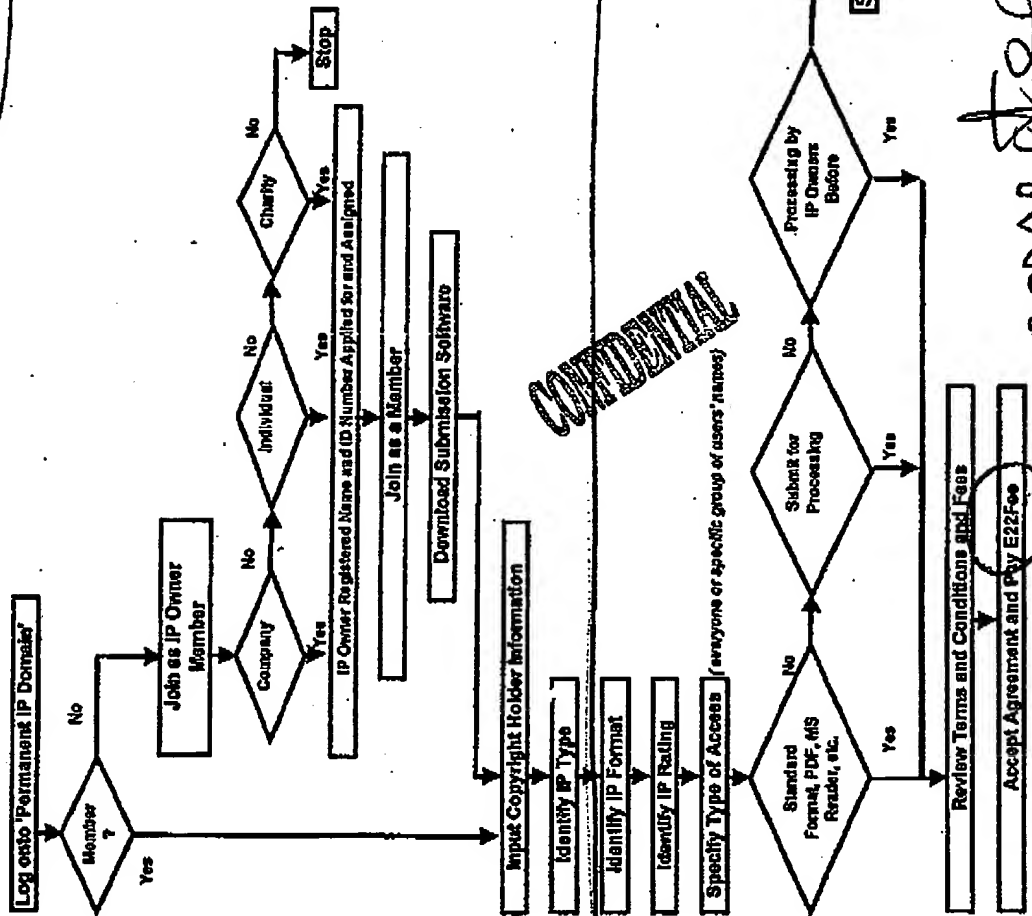 Log onto 'Permanent IP Domain'
Member
?
No
Yes
Join as IP Owner
Member
Company
No
Yes
Individual
No
Yes
Charity
No
Yes
Stop
IP Owner Registered Name and ID Number Applied for and Assigned
Join as a Member
Download Submission Software
CONFIDENTIAL
Input Copyright Holder Information
Identify IP Type
Identify IP Format
Identify IP Rating
Specify Type of Access (everyone or specific group of users' names)
Standard
Format, PDF, MS
Reader, etc.
No
Yes
Submit for
Processing
No
Yes
Processing by
IP Owners
Before
Yes
Review Terms and Conditions and Fees
Accept Agreement and Pay E22Fee